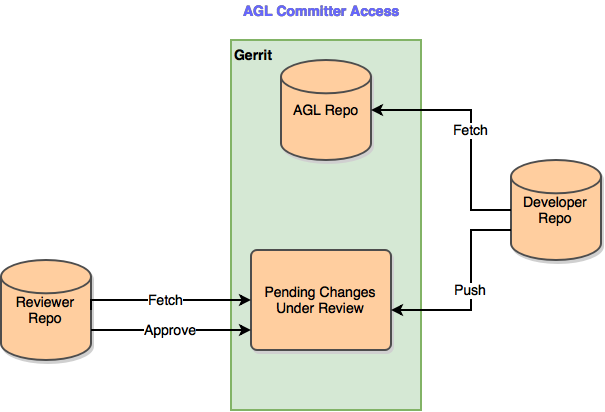 AGL Committer Access
Gerrit
AGL Repo
Fetch
Developer
Repo
Push
Pending Changes
Under Review
Reviewer
Repo
Fetch
Approve